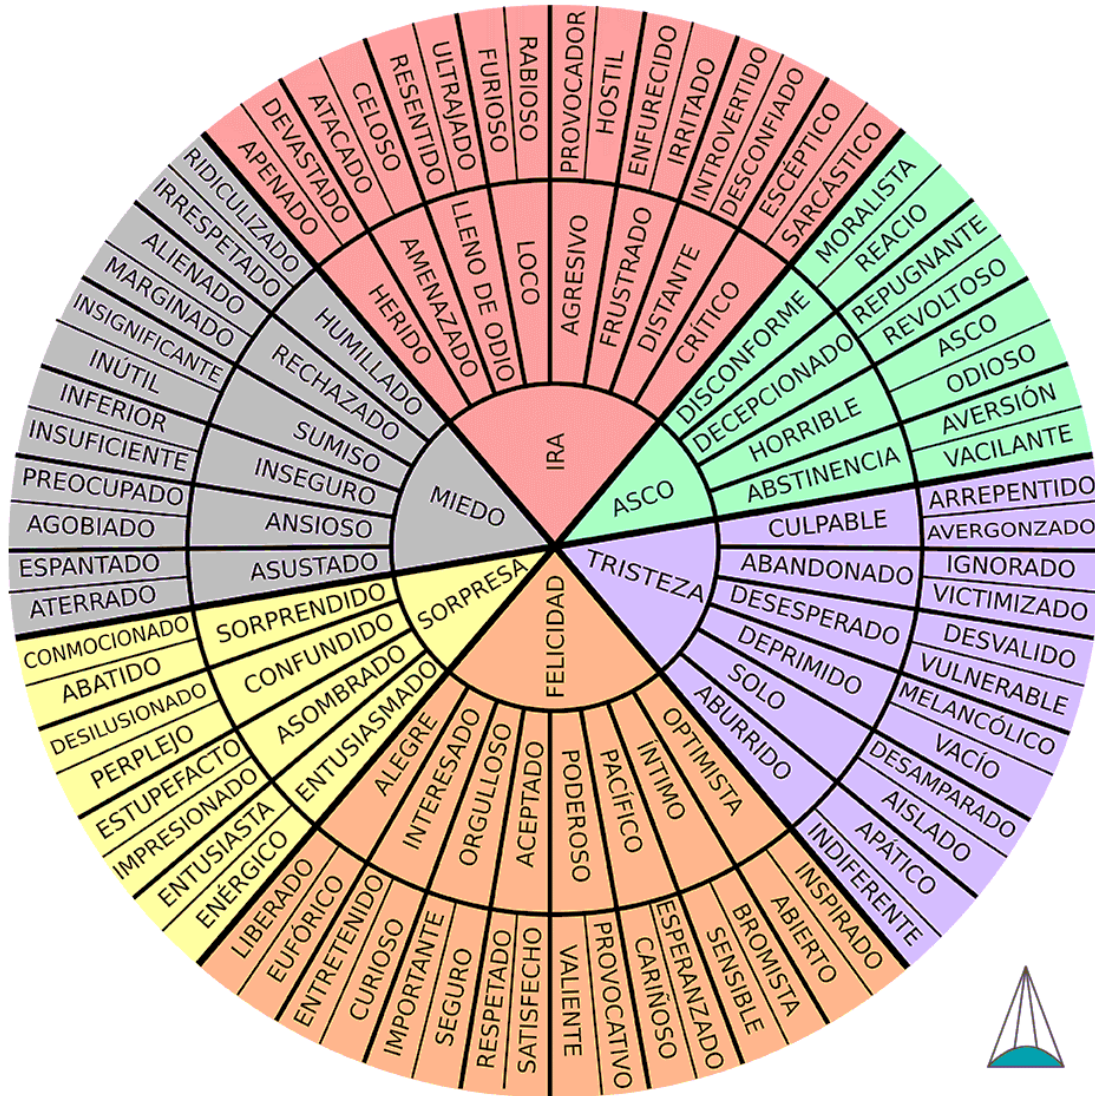 IRA
HERIDO
APENADO
DEVASTADO
AMENAZADO
ATACADO
CELOSO
LLENO DE ODIO
RESENTIDO
ULTRAJADO
LOCO
FURIOSO
RABIOSO
AGRESIVO
PROVOCADOR
HOSTIL
FRUSTRADO
ENFURECIDO
IRRITADO
DISTANTE
INTROVERTIDO
DESCONFIADO
CRÍTICO
ESCÉPTICO
SARCÁSTICO
ASCO
DISCONFORME
MORALISTA
REACIO
DECEPCIONADO
REPUGNANTE
REVOLTOSO
HORRIBLE
ASCO
ODIOSO
ABSTINENCIA
AVERSIÓN
VACILANTE
TRISTEZA
CULPABLE
ARREPENTIDO
AVERGONZADO
ABANDONADO
IGNORADO
VICTIMIZADO
DESESPERADO
DESVALIDO
VULNERABLE
DEPRIMIDO
MELANCÓLICO
VACÍO
SOLO
DESAMPARADO
AISLADO
ABURRIDO
APÁTICO
INDIFERENTE
FELICIDAD
OPTIMISTA
INSPIRADO
ABIERTO
ÍNTIMO
BROMISTA
SENSIBLE
PACÍFICO
ESPERANZADO
CARIÑOSO
PODEROSO
PROVOCATIVO
VALIENTE
ACEPTADO
SATISFECHO
RESPETADO
ORGULLOSO
SEGURO
IMPORTANTE
INTERESADO
CURIOSO
ENTRETENIDO
ALEGRE
EUFÓRICO
LIBERADO
SORPRESA
ENTUSIASMADO
ENÉRGICO
ENTUSIASTA
ASOMBRADO
IMPRESIONADO
ESTUPEFACTO
CONFUNDIDO
PERPLEJO
DESILUSIONADO
SORPRENDIDO
ABATIDO
CONMOCIONADO
MIEDO
ASUSTADO
ATERRADO
ESPANTADO
ANSIOSO
AGOBIADO
PREOCUPADO
INSEGURO
INSUFICIENTE
INFERIOR
SUMISO
INÚTIL
INSIGNIFICANTE
RECHAZADO
MARGINADO
ALIENADO
HUMILLADO
IRRESPETADO
RIDICULIZADO